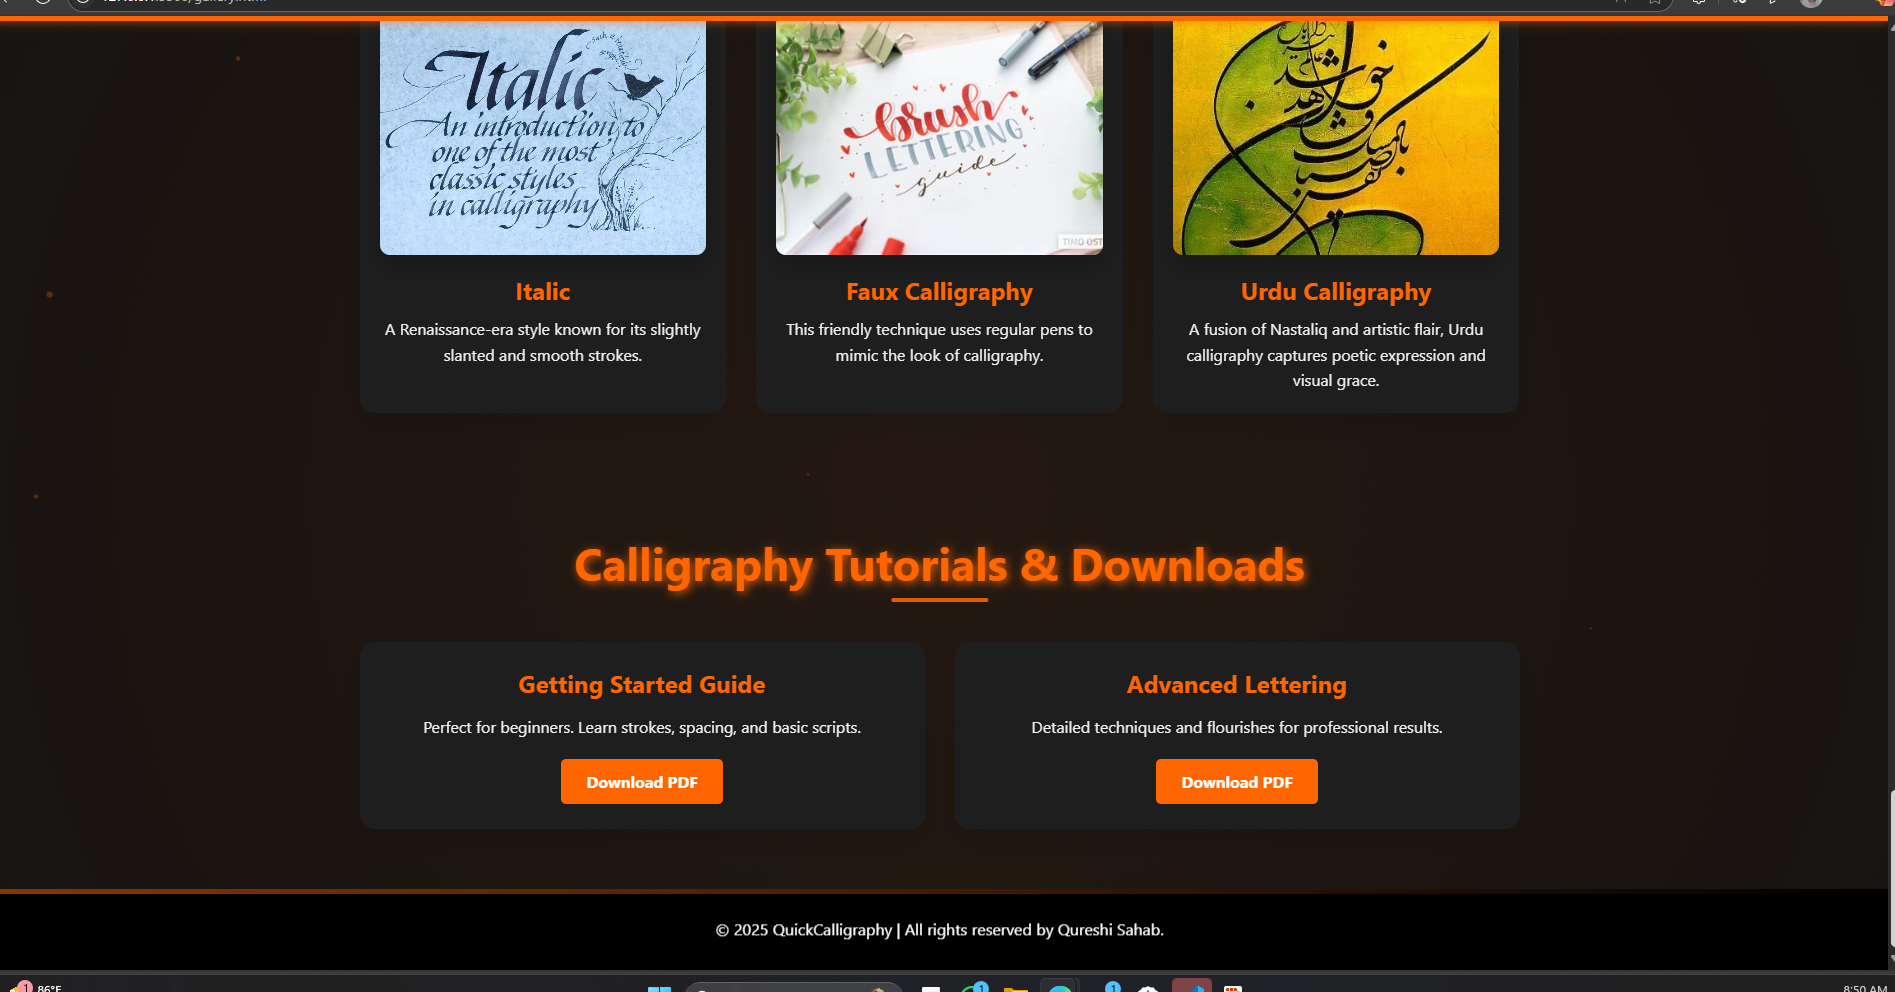 Italic
An introduction to
one of the most
classic styles
in calligraphy
brush
LETTERING
guide
TIMO OST
Italic
A Renaissance-era style known for its slightly
slanted and smooth strokes.
Faux Calligraphy
This friendly technique uses regular pens to
mimic the look of calligraphy.
Urdu Calligraphy
A fusion of Nastaliq and artistic flair, Urdu
calligraphy captures poetic expression and
visual grace.
Calligraphy Tutorials & Downloads
Getting Started Guide
Perfect for beginners. Learn strokes, spacing, and basic scripts.
Download PDF
Advanced Lettering
Detailed techniques and flourishes for professional results.
Download PDF
© 2025 QuickCalligraphy | All rights reserved by Qureshi Sahab.
1
86°F
1
1
8:50 AM